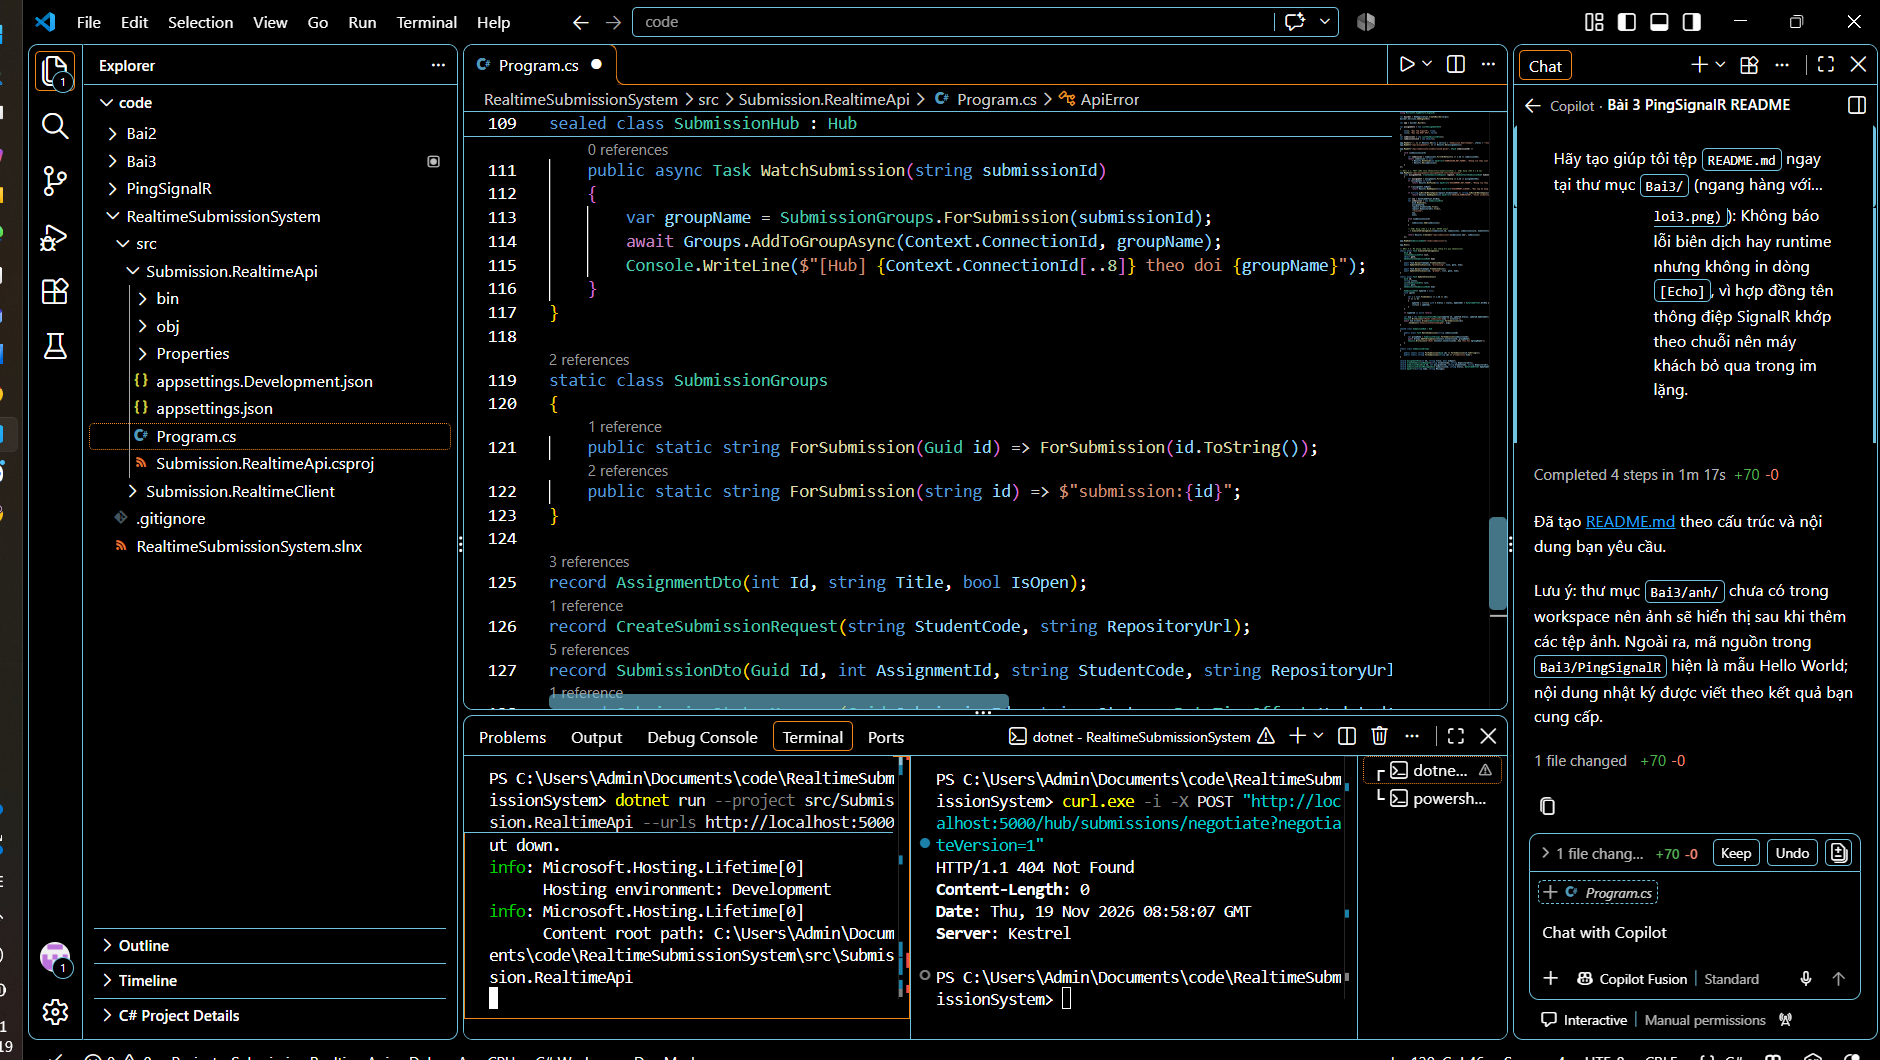 File Edit Selection View Go Run Terminal Help
code
Explorer
code
Bai2
Bai3
PingSignalR
RealtimeSubmissionSystem
src
Submission.RealtimeApi
bin
obj
Properties
{} appsettings.Development.json
{} appsettings.json
C# Program.cs
Submission.RealtimeApi.csproj
Submission.RealtimeClient
.gitignore
RealtimeSubmissionSystem.slnx
Outline
Timeline
C# Project Details
1
1
C# Program.cs
RealtimeSubmissionSystem > src > Submission.RealtimeApi > C# Program.cs > ApiError
109 sealed class SubmissionHub : Hub
0 references
111 public async Task WatchSubmission(string submissionId)
112 {
113 var groupName = SubmissionGroups.ForSubmission(submissionId);
114 await Groups.AddToGroupAsync(Context.ConnectionId, groupName);
115 Console.WriteLine($"[Hub] {Context.ConnectionId[..8]} theo doi {groupName}");
116 }
117 }
118
2 references
119 static class SubmissionGroups
120 {
1 reference
121 public static string ForSubmission(Guid id) => ForSubmission(id.ToString());
2 references
122 public static string ForSubmission(string id) => $"submission:{id}";
123 }
124
3 references
125 record AssignmentDto(int Id, string Title, bool IsOpen);
1 reference
126 record CreateSubmissionRequest(string StudentCode, string RepositoryUrl);
5 references
127 record SubmissionDto(Guid Id, int AssignmentId, string StudentCode, string RepositoryUrl
1 reference
Problems Output Debug Console Terminal Ports
dotnet - RealtimeSubmissionSystem
PS C:\Users\Admin\Documents\code\RealtimeSubm
issionSystem> dotnet run --project src/Submis
sion.RealtimeApi --urls http://localhost:5000
ut down.
info: Microsoft.Hosting.Lifetime[0]
Hosting environment: Development
info: Microsoft.Hosting.Lifetime[0]
Content root path: C:\Users\Admin\Docum
ents\code\RealtimeSubmissionSystem\src\Submis
sion.RealtimeApi
PS C:\Users\Admin\Documents\code\RealtimeSubm
issionSystem> curl.exe -i -X POST "http://loc
alhost:5000/hub/submissions/negotiate?negotia
teVersion=1"
HTTP/1.1 404 Not Found
Content-Length: 0
Date: Thu, 19 Nov 2026 08:58:07 GMT
Server: Kestrel
PS C:\Users\Admin\Documents\code\RealtimeSubm
issionSystem>
dotne...
powersh...
Chat
Copilot · Bài 3 PingSignalR README
Hãy tạo giúp tôi tệp README.md ngay
tại thư mục Bai3/ (ngang hàng với...
loi3.png) ): Không báo
lỗi biên dịch hay runtime
nhưng không in dòng
[Echo] , vì hợp đồng tên
thông điệp SignalR khớp
theo chuỗi nên máy
khách bỏ qua trong im
lặng.
Completed 4 steps in 1m 17s +70 -0
Đã tạo README.md theo cấu trúc và nội
dung bạn yêu cầu.
Lưu ý: thư mục Bai3/anh/ chưa có trong
workspace nên ảnh sẽ hiển thị sau khi thêm
các tệp ảnh. Ngoài ra, mã nguồn trong
Bai3/PingSignalR hiện là mẫu Hello World;
nội dung nhật ký được viết theo kết quả bạn
cung cấp.
1 file changed +70 -0
1 file chang... +70 -0 Keep Undo
C# Program.cs
Chat with Copilot
Copilot Fusion | Standard
Interactive | Manual permissions